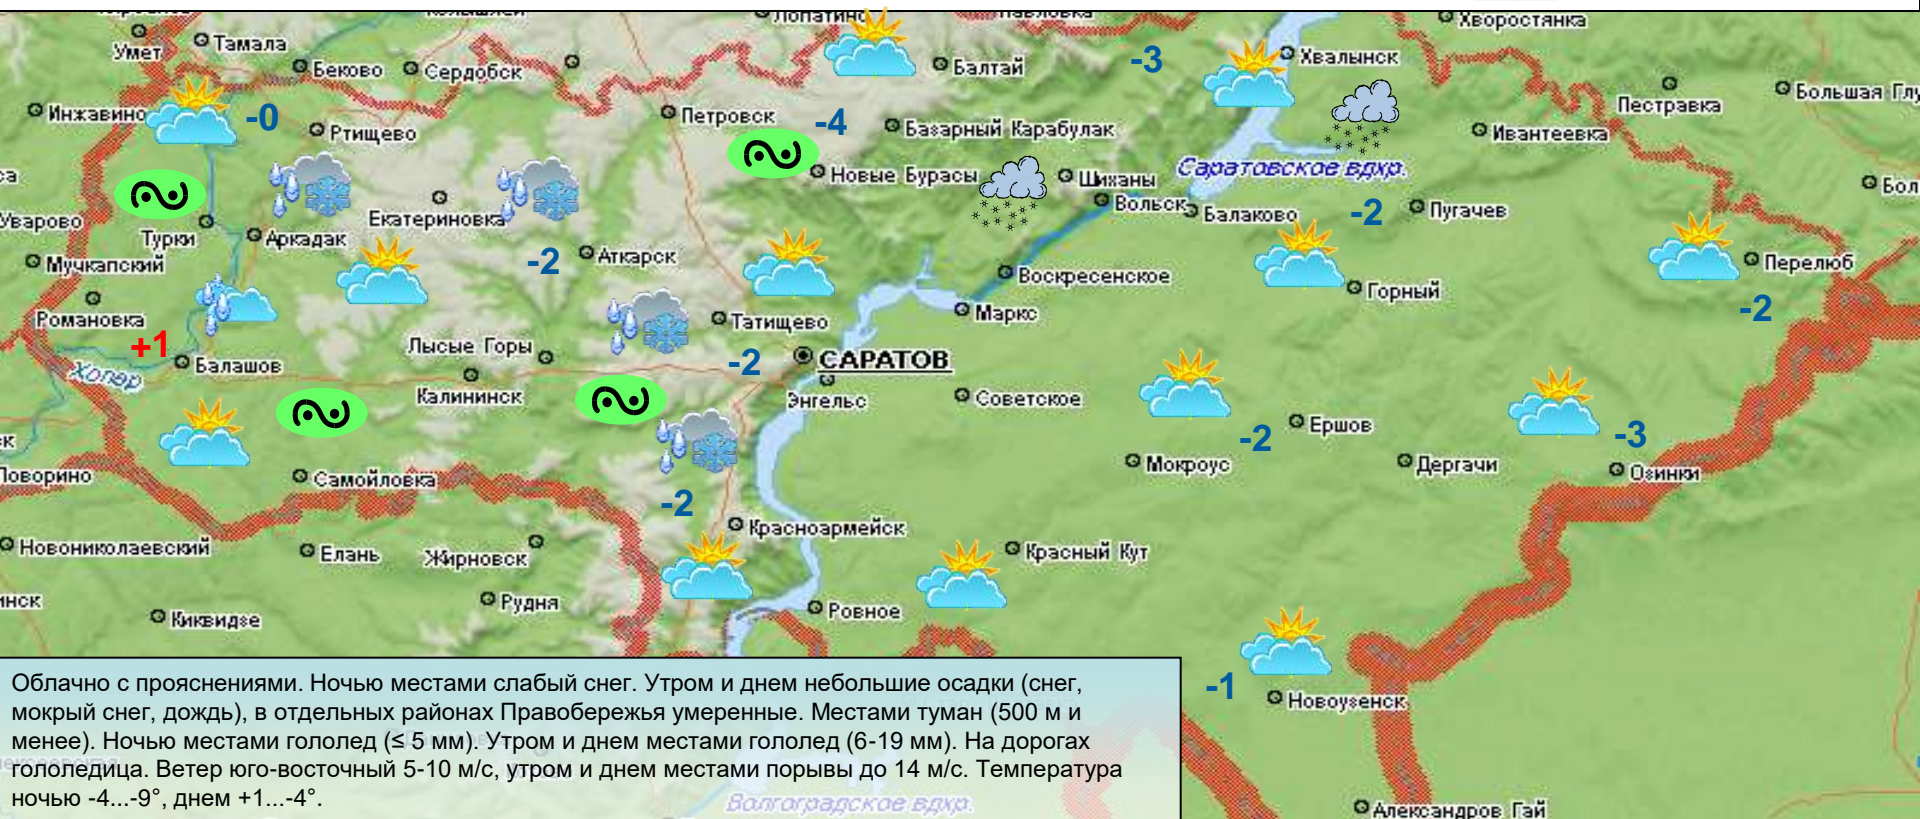 Лопатино
Хворостянка
Умет
Тамала
Беково
Сердобск
Балтай
-3
Хвалынск
Пестравка
Большая Глу
Инжавино
-0
Ртищево
Петровск
-4
Базарный Карабулак
Ивантеевка
Саратовское вдхр.
Новые Бурасы
Шиханы
Вольск
Балаково
-2
Пугачев
Бол
Уварово
Турки
Аркадак
Екатериновка
-2
Аткарск
Мучкапский
Воскресенское
Горный
Перелюб
-2
Романовка
+1
Балашов
Хопер
Лысые Горы
Калининск
Татищево
-2
САРАТОВ
Энгельс
Маркс
Советское
-2
Ершов
Мокроус
Дергачи
-3
Озинки
Поворино
Самойловка
-2
Красноармейск
Новониколаевский
Елань
Жирновск
Красный Кут
инск
Киквидзе
Рудня
Ровное
-1
Новоузенск
Александров Гай
Облачно с прояснениями. Ночью местами слабый снег. Утром и днем небольшие осадки (снег,
мокрый снег, дождь), в отдельных районах Правобережья умеренные. Местами туман (500 м и
менее). Ночью местами гололед (≤ 5 мм). Утром и днем местами гололед (6-19 мм). На дорогах
гололедица. Ветер юго-восточный 5-10 м/с, утром и днем местами порывы до 14 м/с. Температура
ночью -4...-9°, днем +1...-4°.
Волгоградское вдхр.